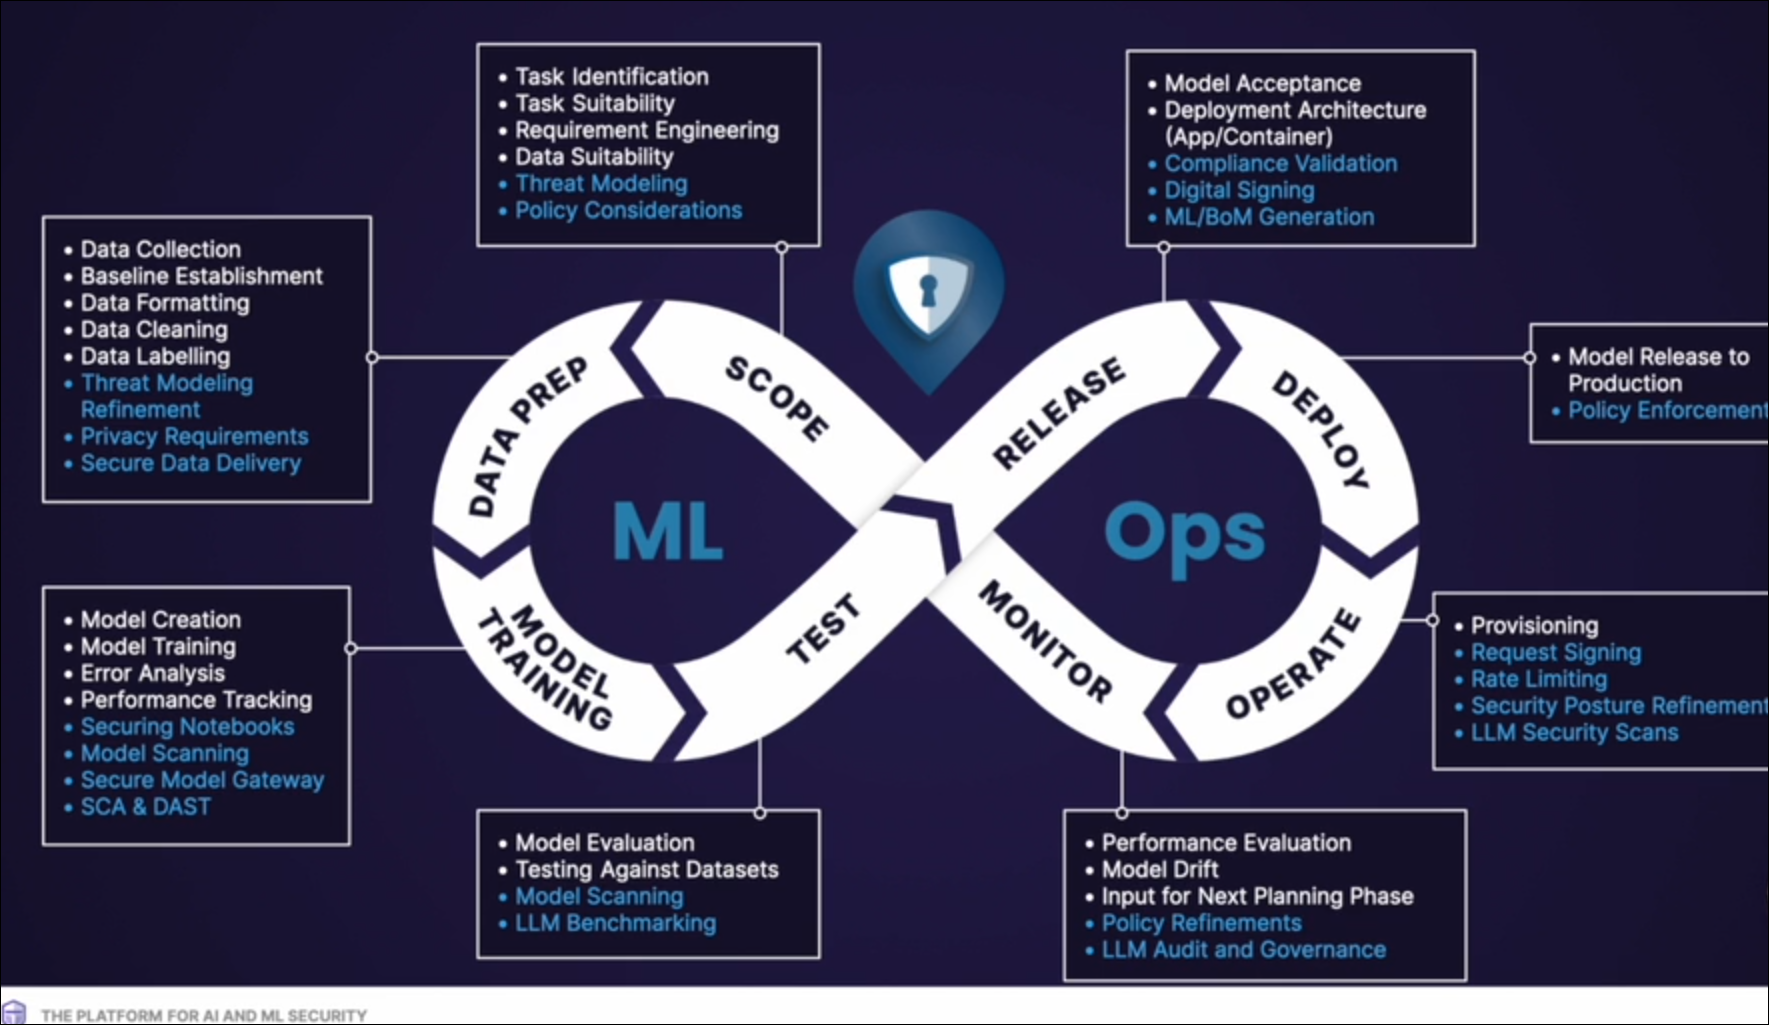 • Task Identification
• Task Suitability
• Requirement Engineering
• Data Suitability
• Threat Modeling
• Policy Considerations
• Model Acceptance
• Deployment Architecture
(App/Container)
• Compliance Validation
• Digital Signing
• ML/BoM Generation
• Data Collection
• Baseline Establishment
• Data Formatting
• Data Cleaning
• Data Labelling
• Threat Modeling
Refinement
• Privacy Requirements
• Secure Data Delivery
• Model Release to
Production
• Policy Enforcement
SCOPE
DATA PREP
RELEASE
DEPLOY
ML
Ops
MODEL
TRAINING
TEST
MONITOR
OPERATE
• Model Creation
• Model Training
• Error Analysis
• Performance Tracking
• Securing Notebooks
• Model Scanning
• Secure Model Gateway
• SCA & DAST
• Provisioning
• Request Signing
• Rate Limiting
• Security Posture Refinement
• LLM Security Scans
• Model Evaluation
• Testing Against Datasets
• Model Scanning
• LLM Benchmarking
• Performance Evaluation
• Model Drift
• Input for Next Planning Phase
• Policy Refinements
• LLM Audit and Governance
THE PLATFORM FOR AI AND ML SECURITY